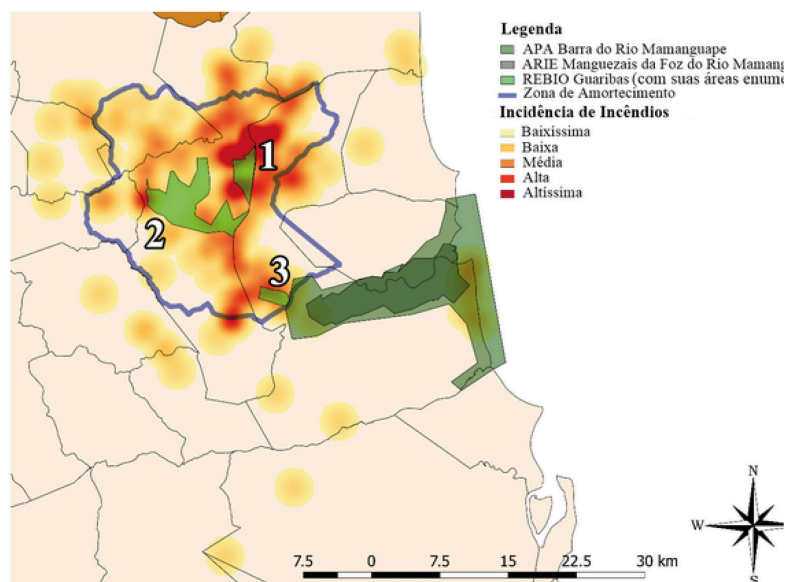 Legenda
APA Barra do Rio Mamanguape
ARIE Manguezais da Foz do Rio Mamang
REBIO Guaribas (com suas áreas enume
Zona de Amortecimento
Incidência de Incêndios
Baixíssima
Baixa
Média
Alta
Altíssima
1
2
3
N
W
S
7.5 0 7.5 15 22.5 30 km